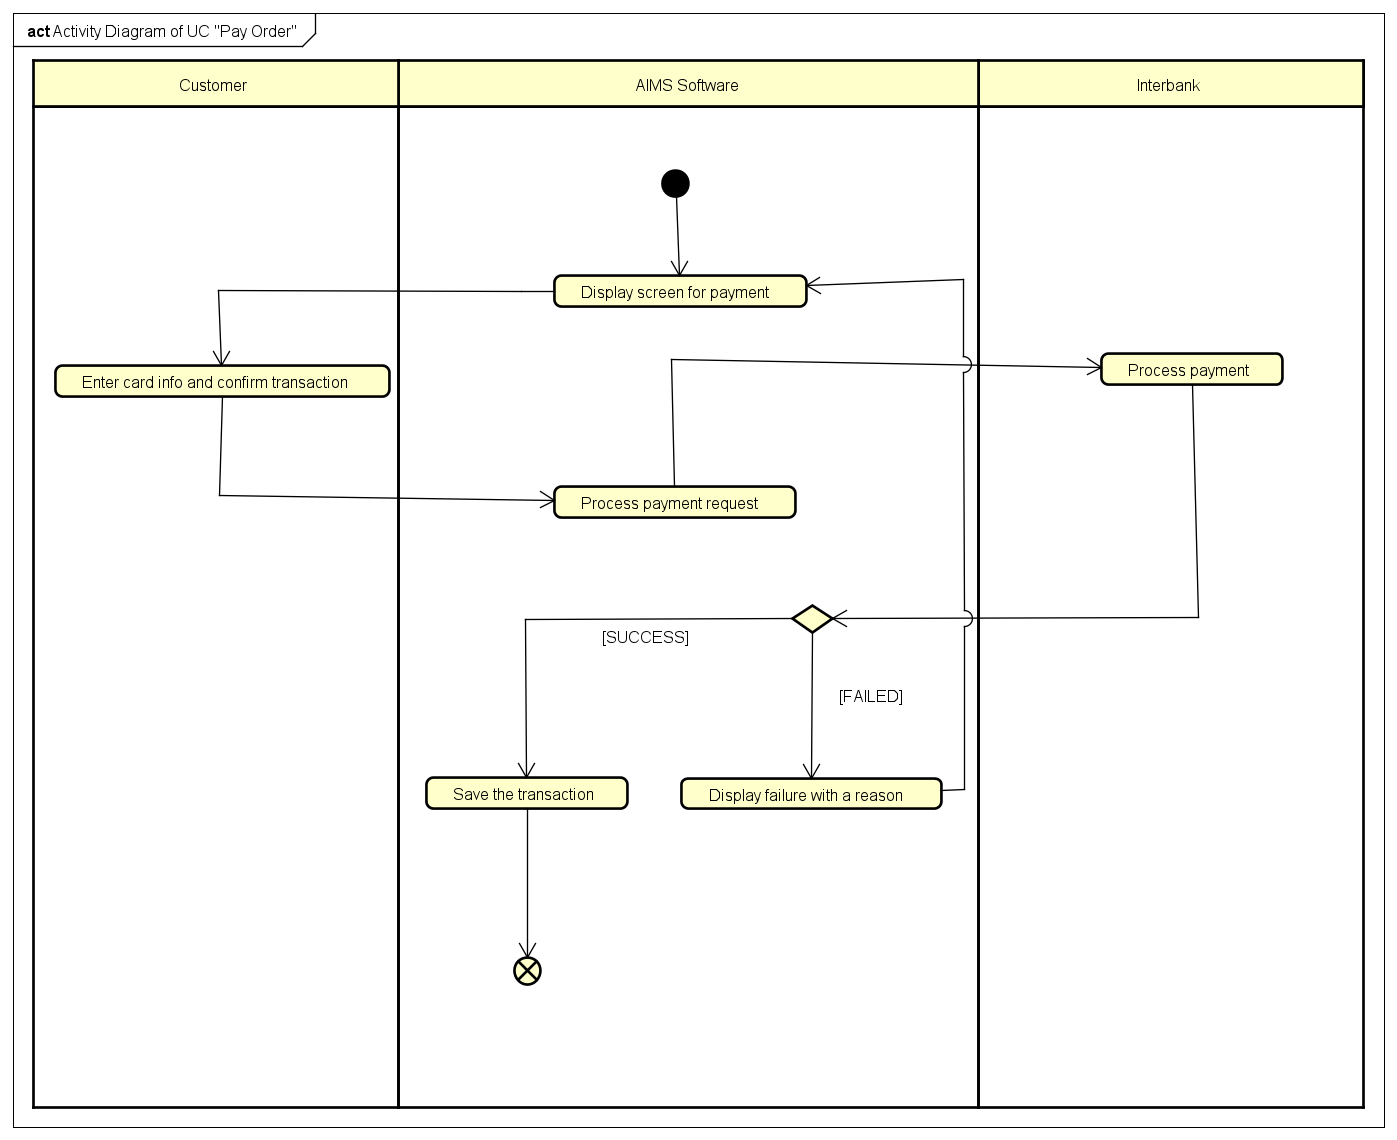 act Activity Diagram of UC "Pay Order"
Customer
AIMS Software
Interbank
Display screen for payment
Enter card info and confirm transaction
Process payment
Process payment request
[SUCCESS]
[FAILED]
Save the transaction
Display failure with a reason